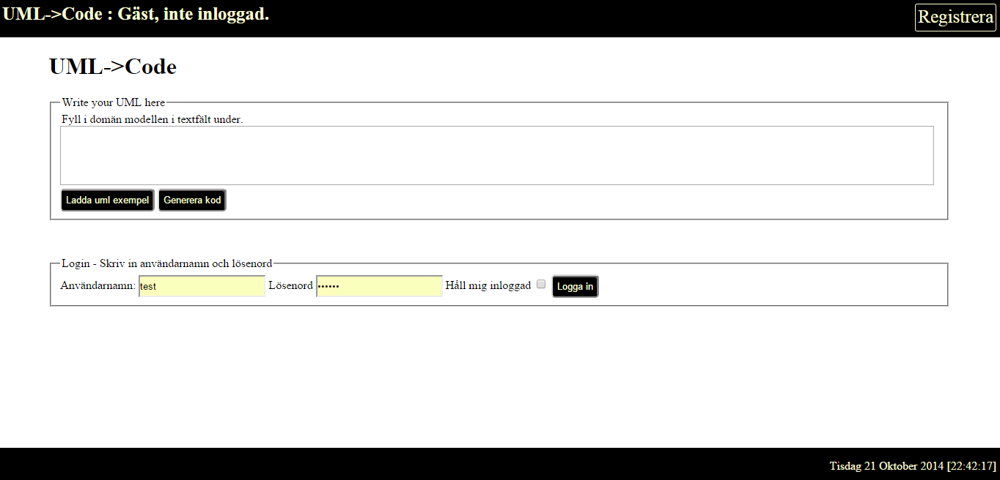 UML->Code : Gäst, inte inloggad.
Registrera
UML->Code
Write your UML here
Fyll i domän modellen i textfält under.
Ladda uml exempel Generera kod
Login - Skriv in användarnamn och lösenord
Användarnamn: test Lösenord •••••• Håll mig inloggad Logga in
Tisdag 21 Oktober 2014 [22:42:17]